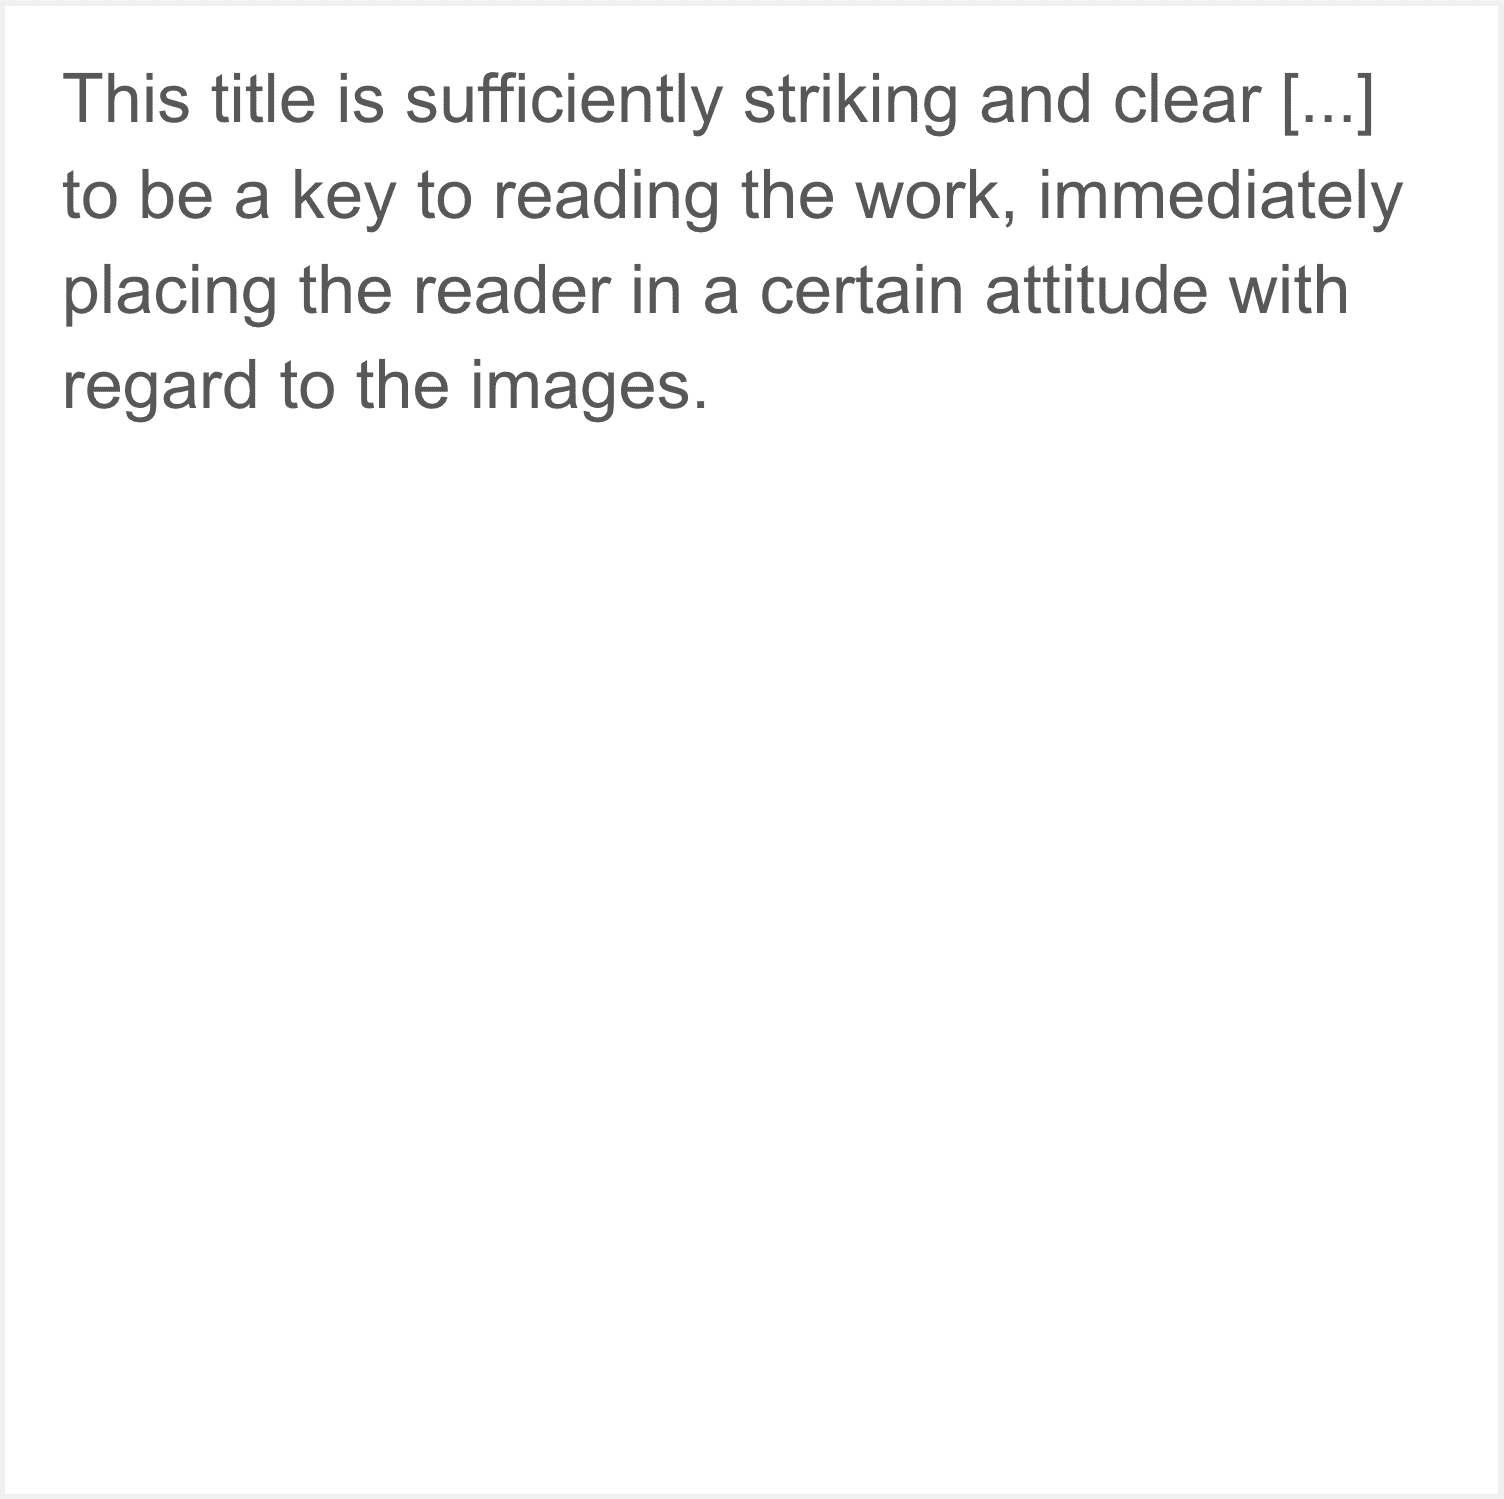 This title is sufficiently striking and clear [...]
to be a key to reading the work, immediately
placing the reader in a certain attitude with
regard to the images.